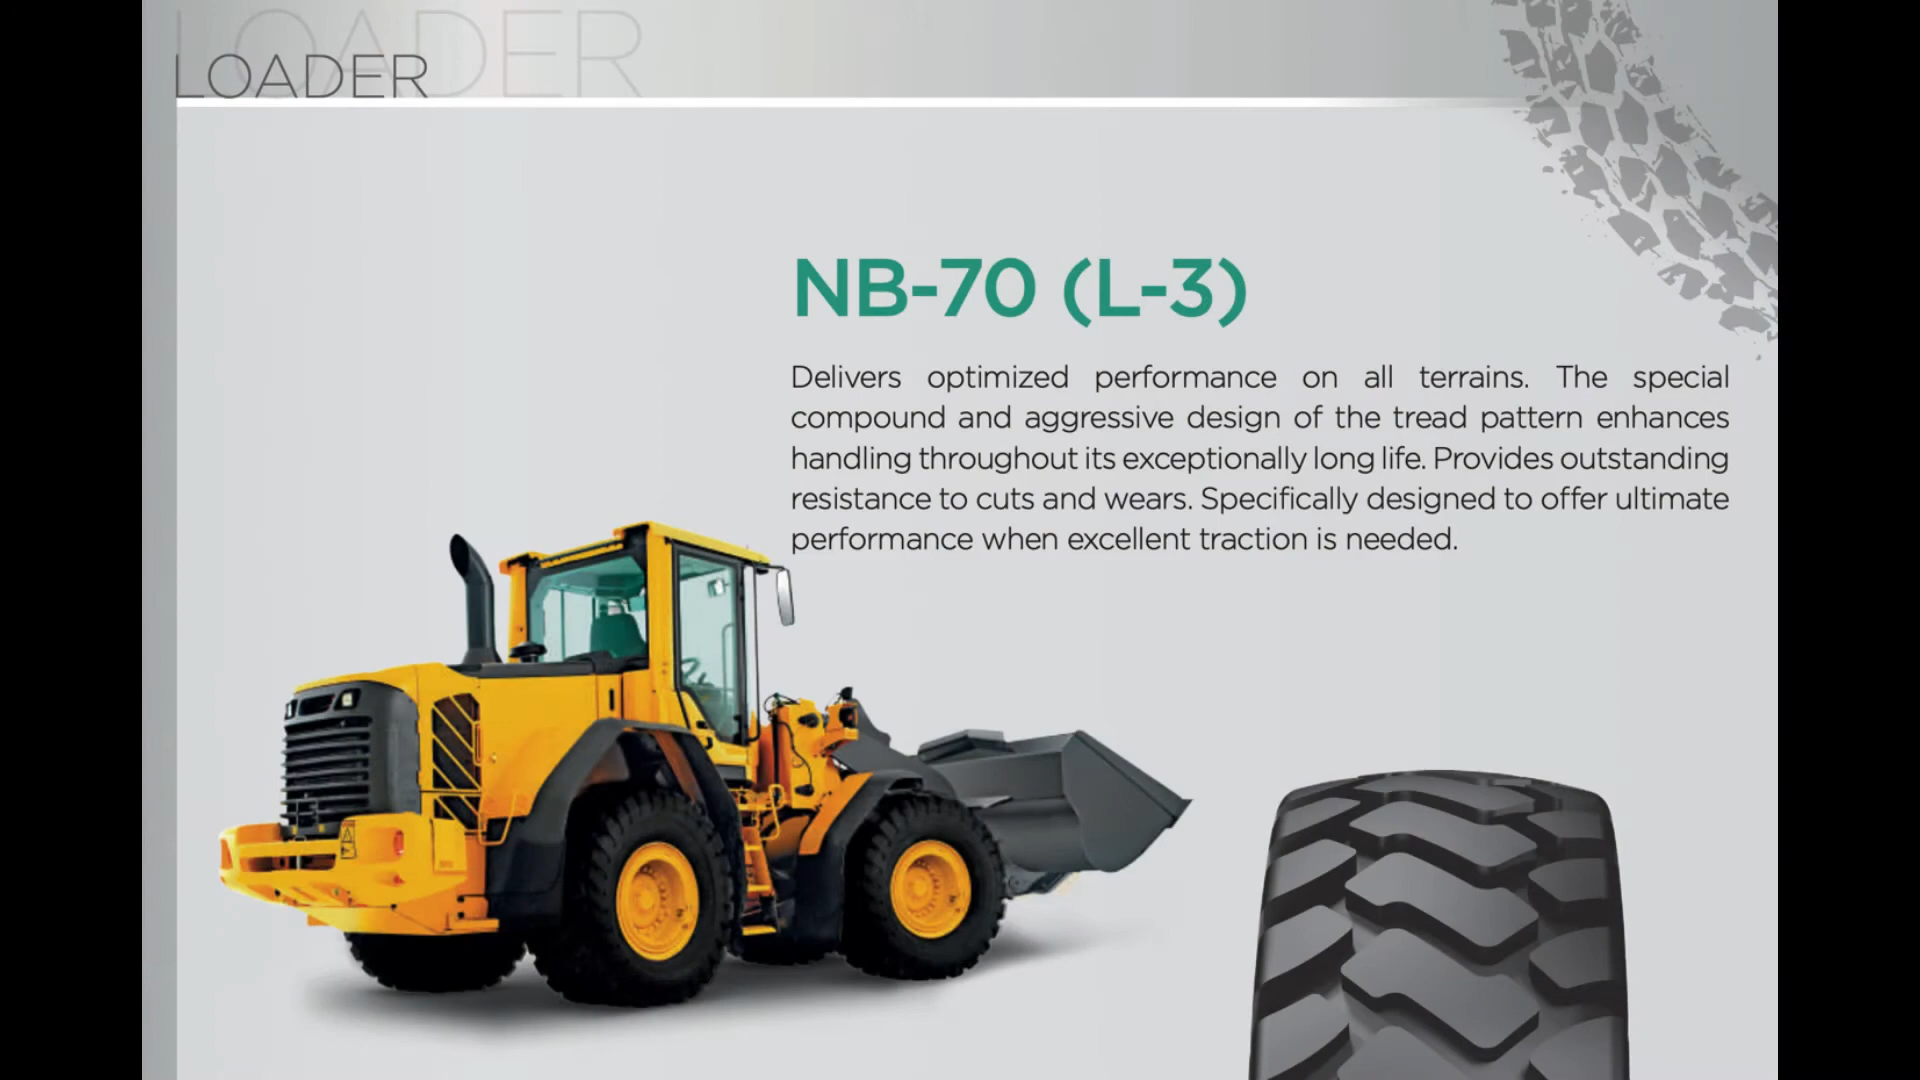 LOADER
LOADER
NB-70 (L-3)
Delivers optimized performance on all terrains. The special
compound and aggressive design of the tread pattern enhances
handling throughout its exceptionally long life. Provides outstanding
resistance to cuts and wears. Specifically designed to offer ultimate
performance when excellent traction is needed.